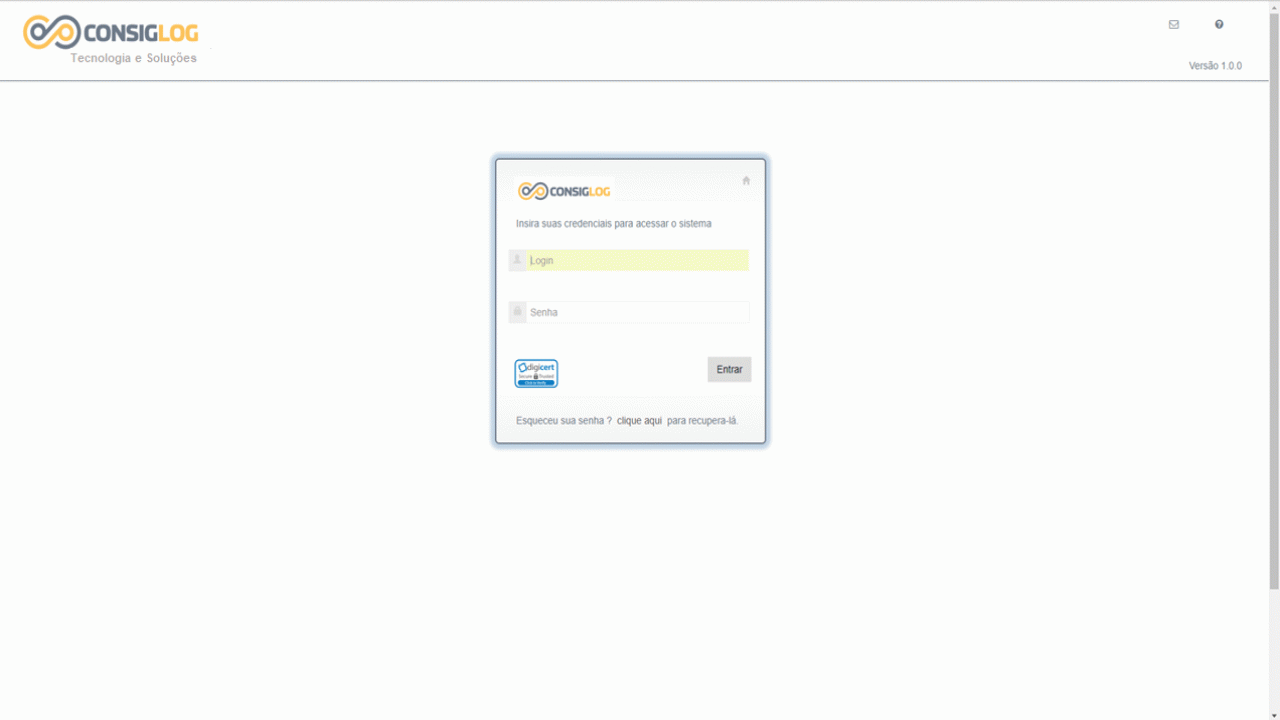 CONSIGLOG
Tecnologia e Soluções
Versão 1.0.0
CONSIGLOG
Insira suas credenciais para acessar o sistema
Login
Senha
digicert
Secure Trusted
Entrar
Esqueceu sua senha ? clique aqui para recupera-lá.